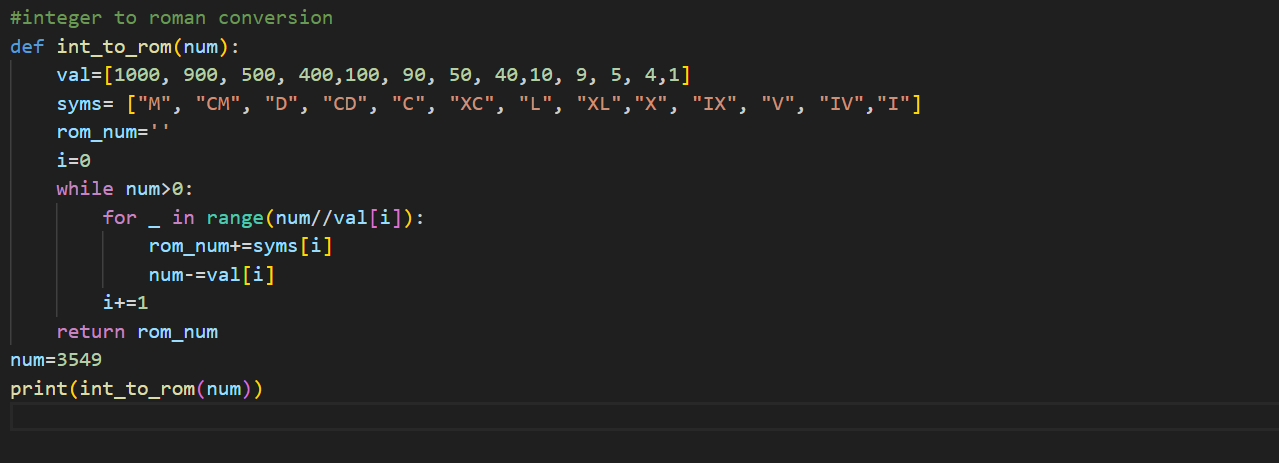 #integer to roman conversion
def int_to_rom(num):
    val=[1000, 900, 500, 400,100, 90, 50, 40,10, 9, 5, 4,1]
    syms= ["M", "CM", "D", "CD", "C", "XC", "L", "XL","X", "IX", "V", "IV","I"]
    rom_num=''
    i=0
    while num>0:
        for _ in range(num//val[i]):
            rom_num+=syms[i]
            num-=val[i]
        i+=1
    return rom_num
num=3549
print(int_to_rom(num))